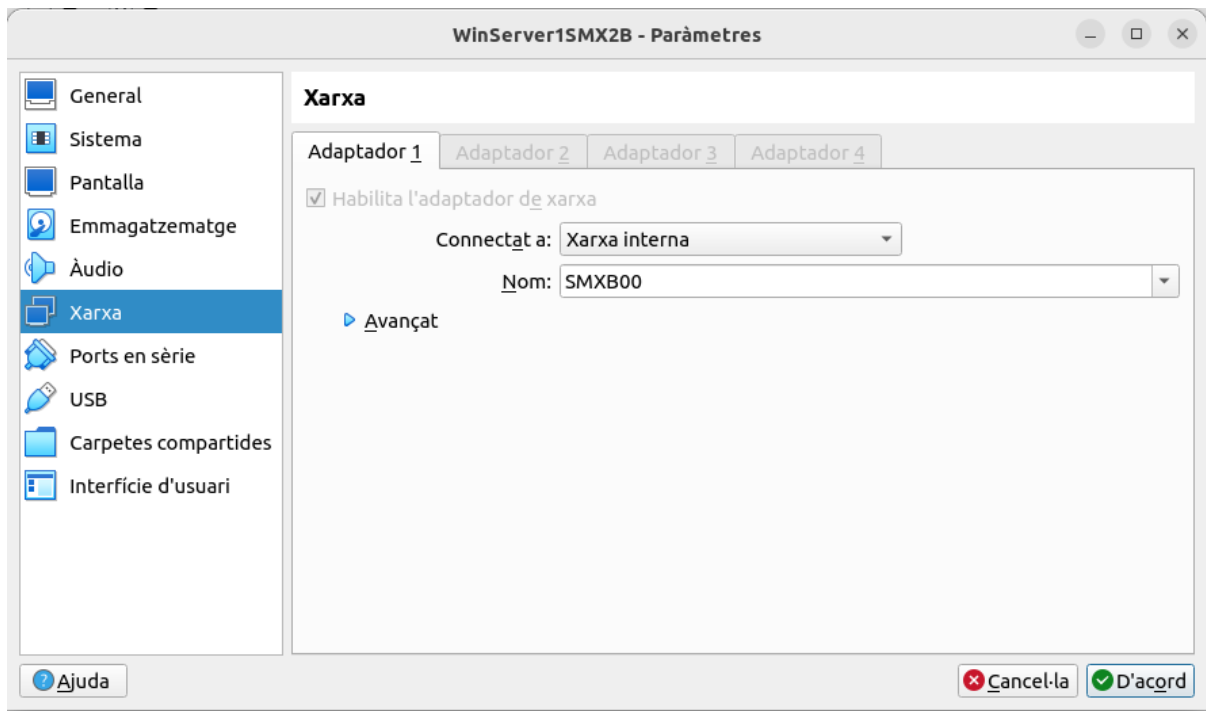 WinServer1SMX2B - Paràmetres
General
Sistema
Pantalla
Emmagatzematge
Àudio
Xarxa
Ports en sèrie
USB
Carpetes compartides
Interfície d'usuari
Xarxa
Adaptador 1 Adaptador 2 Adaptador 3 Adaptador 4
Habilita l'adaptador de xarxa
Connectat a: Xarxa interna
Nom: SMXB00
Avançat
Ajuda
Cancel·la D'acord